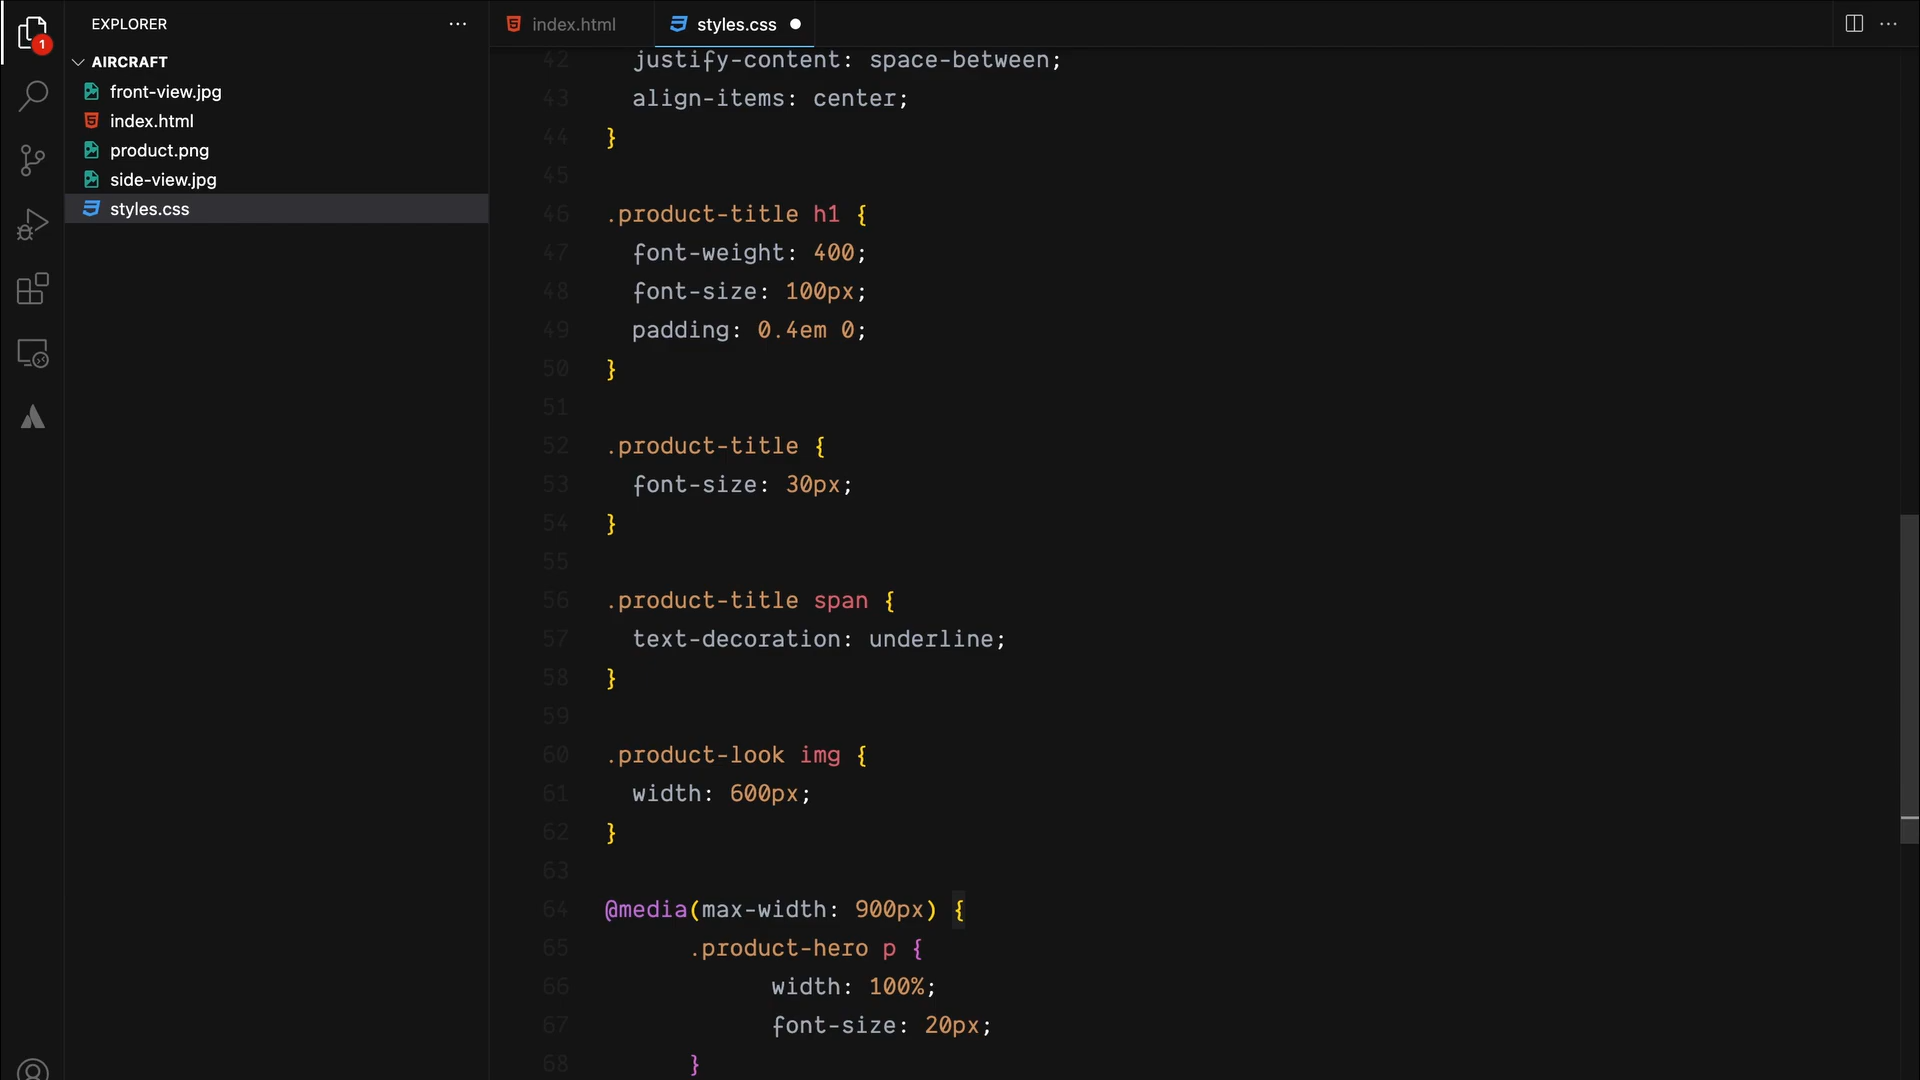 EXPLORER
index.html
styles.css
1
AIRCRAFT
front-view.jpg
index.html
product.png
side-view.jpg
styles.css
42 justify-content: space-between;
43 align-items: center;
44 }
45
46 .product-title h1 {
47 font-weight: 400;
48 font-size: 100px;
49 padding: 0.4em 0;
50 }
51
52 .product-title {
53 font-size: 30px;
54 }
55
56 .product-title span {
57 text-decoration: underline;
58 }
59
60 .product-look img {
61 width: 600px;
62 }
63
64 @media(max-width: 900px) {
65 .product-hero p {
66 width: 100%;
67 font-size: 20px;
68 }